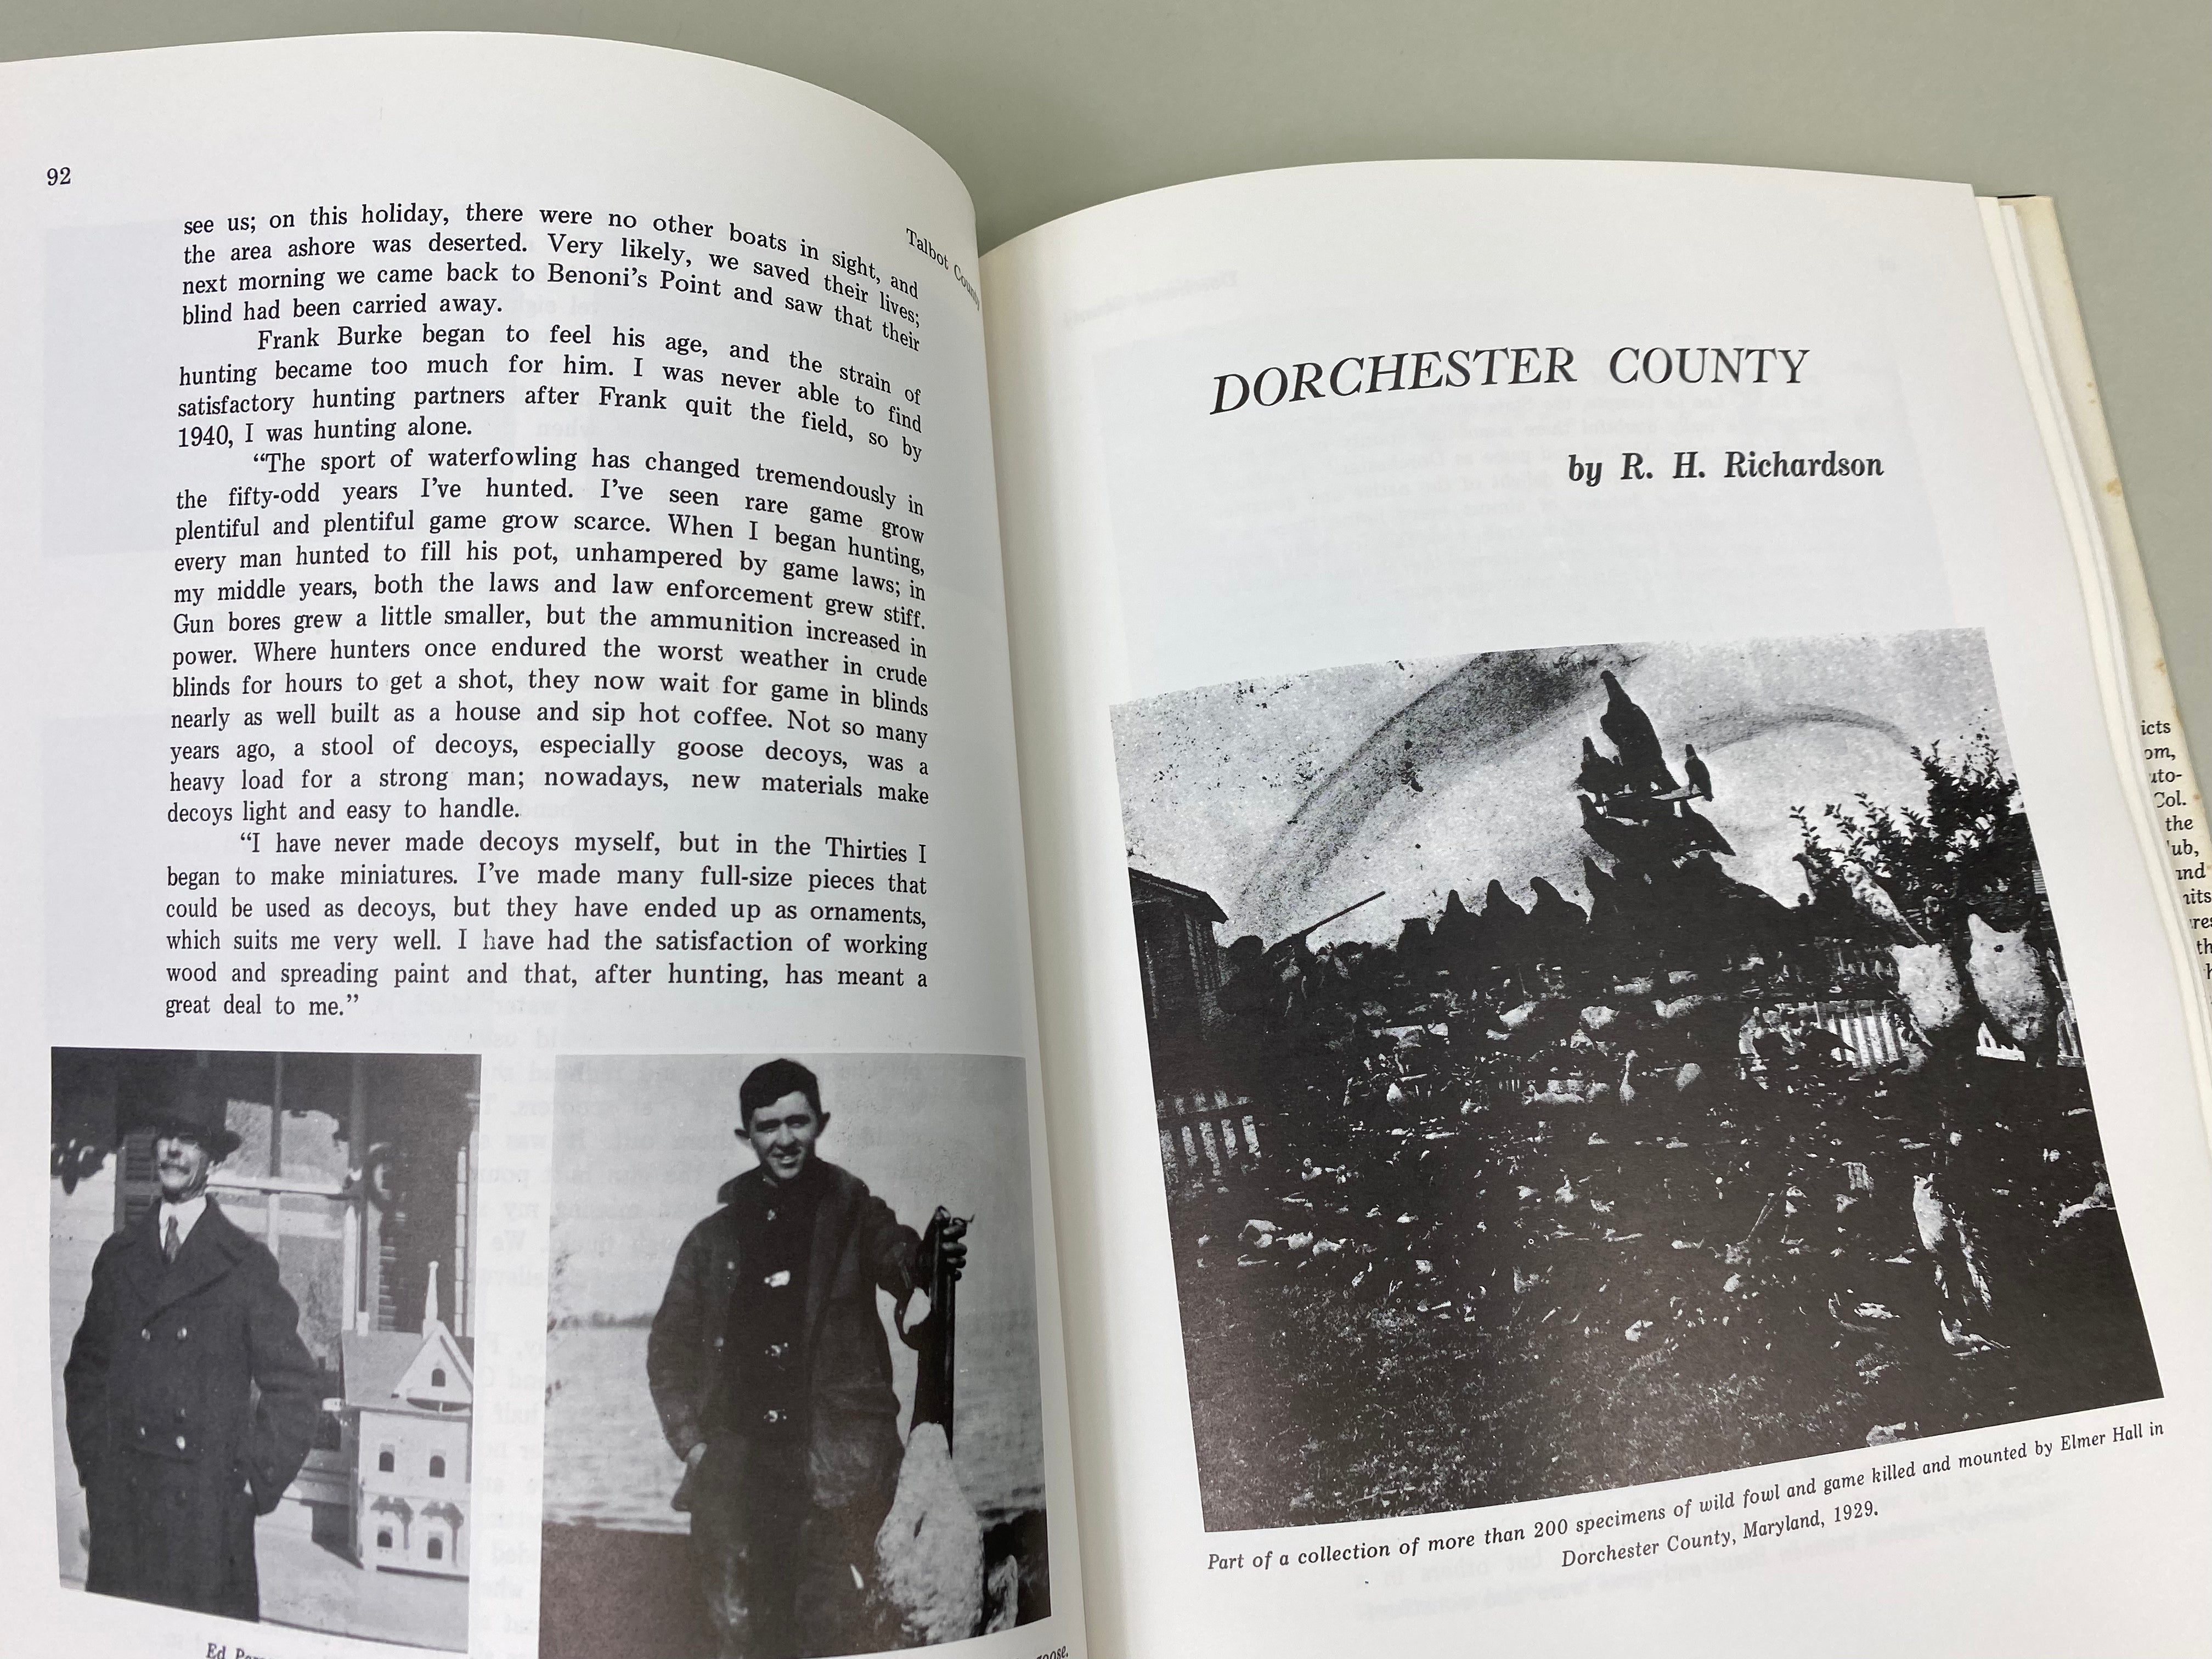 92
Talbot County
see us; on this holiday, there were no other boats in sight, and
the area ashore was deserted. Very likely, we saved their lives;
next morning we came back to Benoni's Point and saw that their
blind had been carried away.
Frank Burke began to feel his age, and the strain of
hunting became too much for him. I was never able to find
satisfactory hunting partners after Frank quit the field, so by
1940, I was hunting alone.
“The sport of waterfowling has changed tremendously in
the fifty-odd years I've hunted. I've seen rare game grow
plentiful and plentiful game grow scarce. When I began hunting,
every man hunted to fill his pot, unhampered by game laws; in
my middle years, both the laws and law enforcement grew stiff.
Gun bores grew a little smaller, but the ammunition increased in
power. Where hunters once endured the worst weather in crude
blinds for hours to get a shot, they now wait for game in blinds
nearly as well built as a house and sip hot coffee. Not so many
years ago, a stool of decoys, especially goose decoys, was a
heavy load for a strong man; nowadays, new materials make
decoys light and easy to handle.
“I have never made decoys myself, but in the Thirties I
began to make miniatures. I've made many full-size pieces that
could be used as decoys, but they have ended up as ornaments,
which suits me very well. I have had the satisfaction of working
wood and spreading paint and that, after hunting, has meant a
great deal to me.”
Ed
DORCHESTER COUNTY
by R. H. Richardson
Part of a collection of more than 200 specimens of wild fowl and game killed and mounted by Elmer Hall in
Dorchester County, Maryland, 1929.
icts
om,
uto-
Col.
the
'ub,